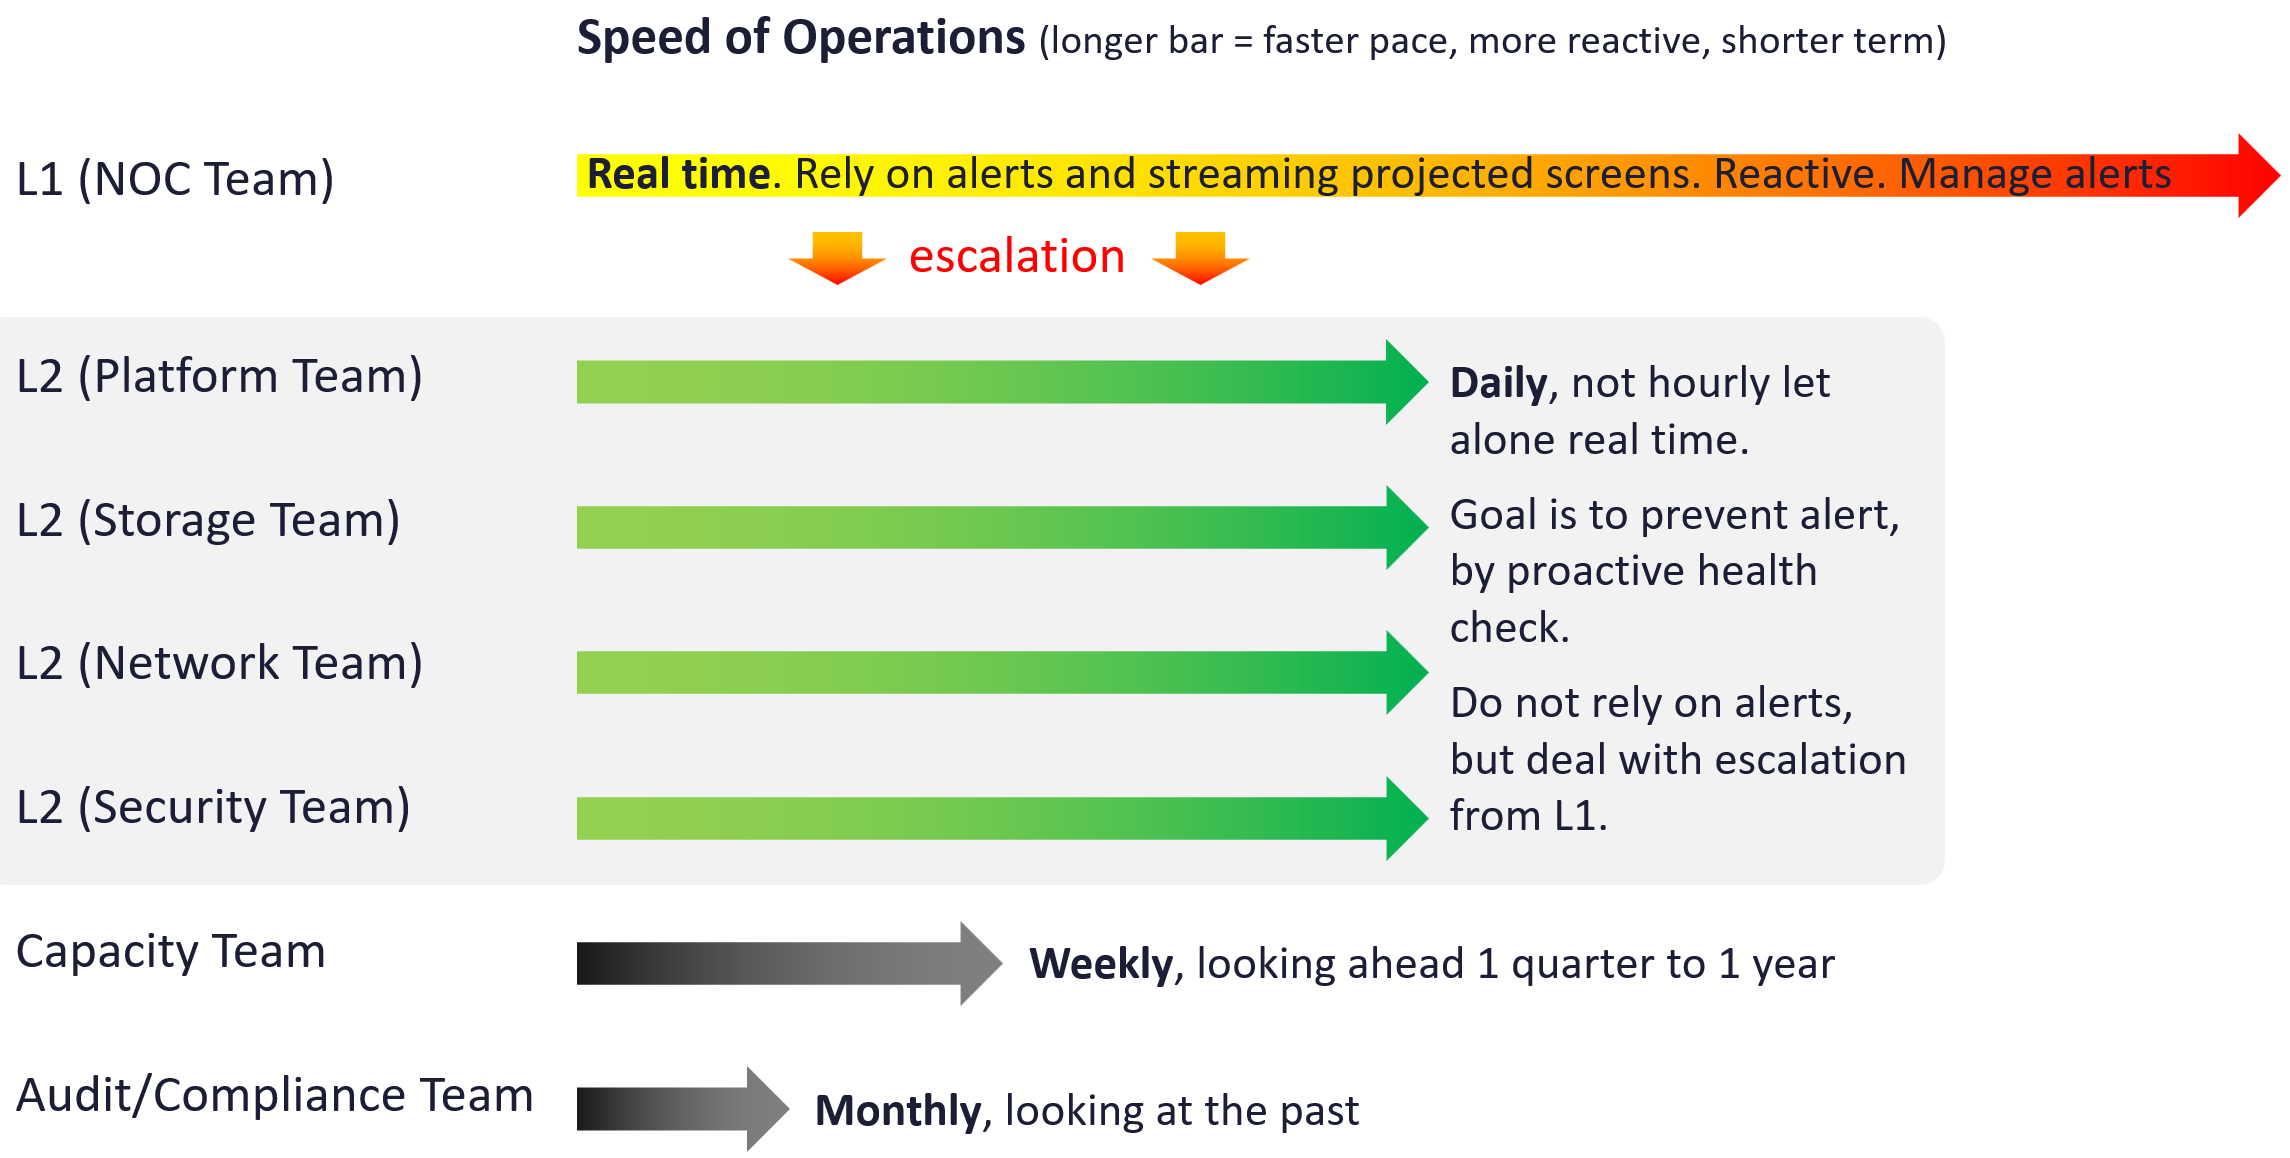 Speed of Operations (longer bar = faster pace, more reactive, shorter term)
L1 (NOC Team)
Real time. Rely on alerts and streaming projected screens. Reactive. Manage alerts
escalation
L2 (Platform Team)
Daily, not hourly let
alone real time.
L2 (Storage Team)
Goal is to prevent alert,
by proactive health
check.
L2 (Network Team)
Do not rely on alerts,
but deal with escalation
from L1.
L2 (Security Team)
Capacity Team
Weekly, looking ahead 1 quarter to 1 year
Audit/Compliance Team
Monthly, looking at the past